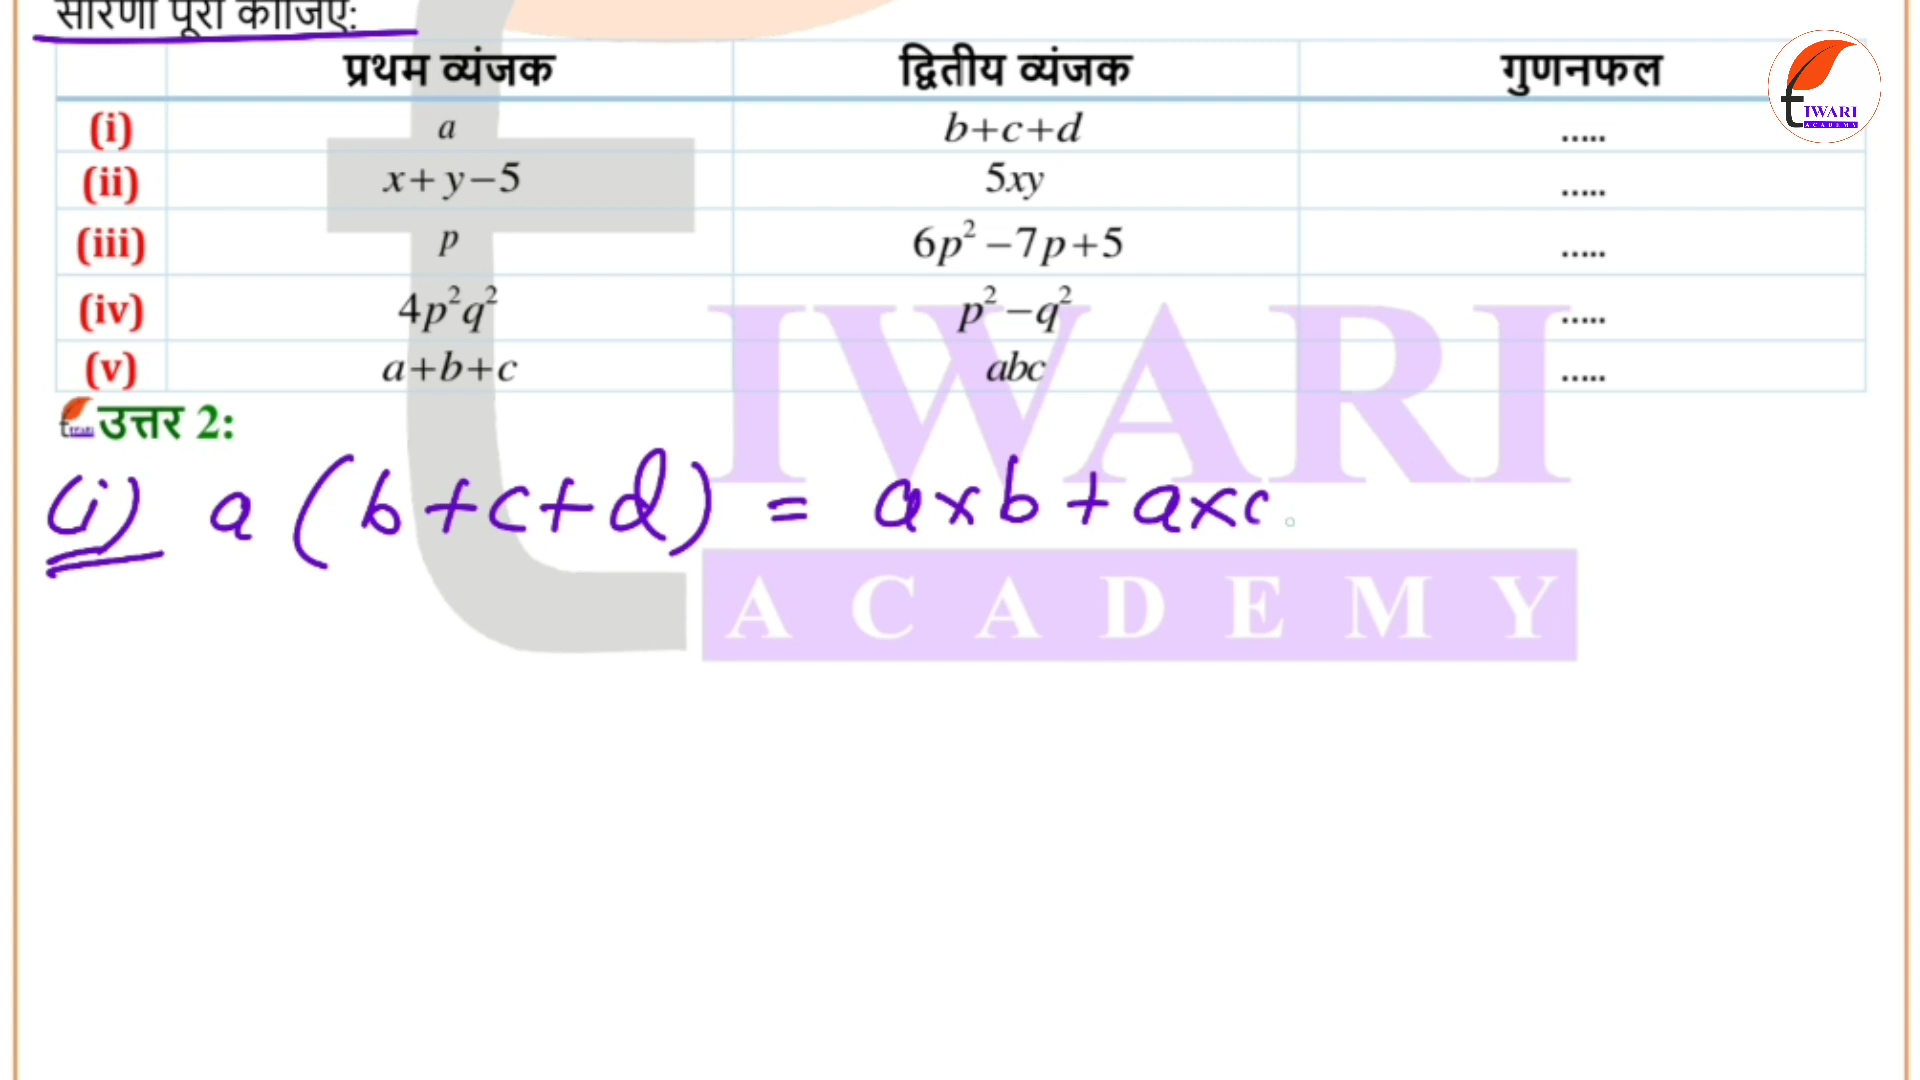 सारणी पूरी कीजिए:
प्रथम व्यंजक द्वितीय व्यंजक गुणनफल
(i) a b+c+d .....
(ii) x+y−5 5xy .....
(iii) p 6p²−7p+5 .....
(iv) 4p²q² p²−q² .....
(v) a+b+c abc .....
उत्तर 2:
(i) a (b+c+d) = a×b + a×c
IWARI
ACADEMY
tIWARI
ACADEMY